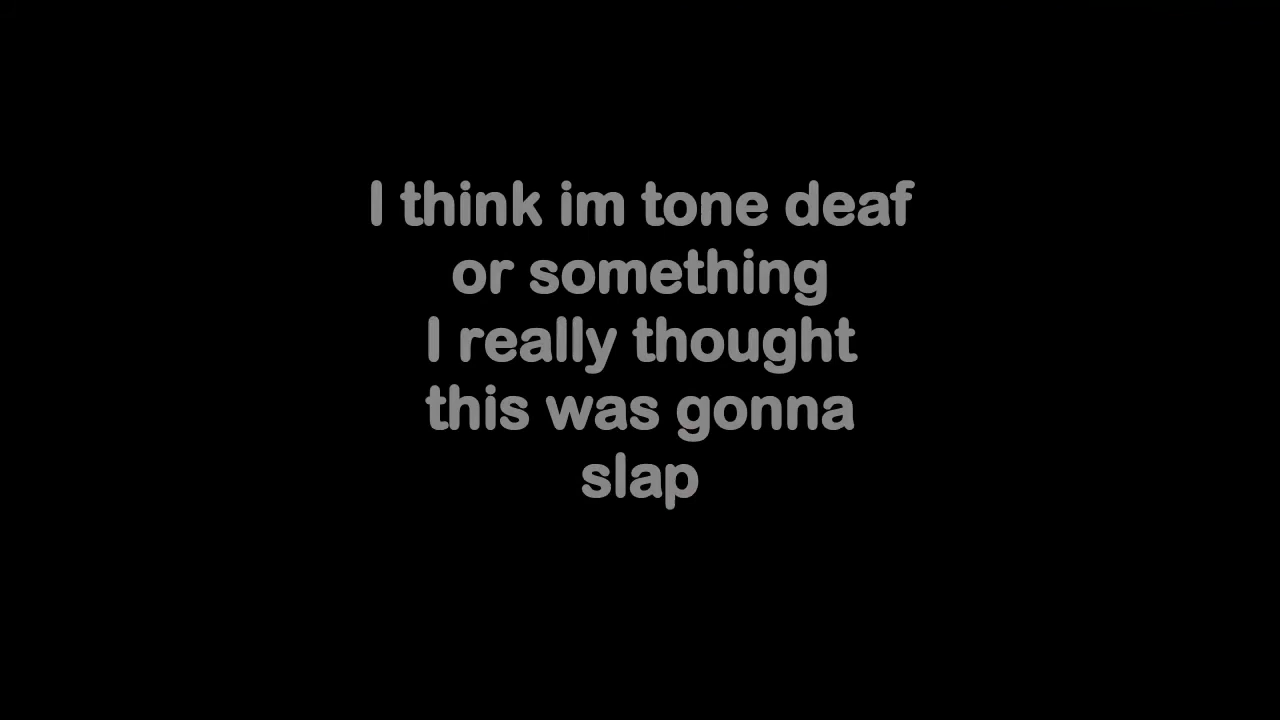 I think im tone deaf
or something
I really thought
this was gonna
slap